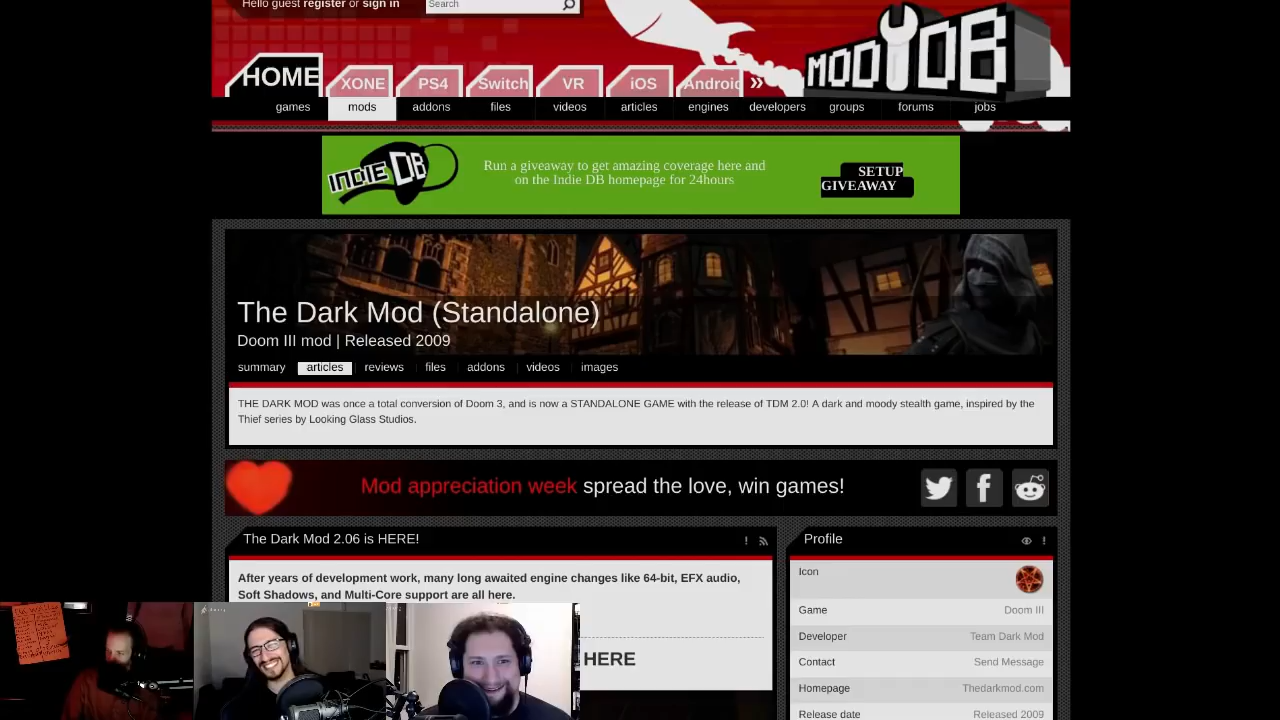 Hello guest register or sign in
Search
MOD DB
HOME XONE PS4 Switch VR iOS Android »
games mods addons files videos articles engines developers groups forums jobs
INDIE DB
Run a giveaway to get amazing coverage here and
on the Indie DB homepage for 24hours
SETUP
GIVEAWAY
The Dark Mod (Standalone)
Doom III mod | Released 2009
summary articles reviews files addons videos images
THE DARK MOD was once a total conversion of Doom 3, and is now a STANDALONE GAME with the release of TDM 2.0! A dark and moody stealth game, inspired by the
Thief series by Looking Glass Studios.
Mod appreciation week spread the love, win games!
The Dark Mod 2.06 is HERE!
After years of development work, many long awaited engine changes like 64-bit, EFX audio,
Soft Shadows, and Multi-Core support are all here.
HERE
Profile
Icon
Game Doom III
Developer Team Dark Mod
Contact Send Message
Homepage Thedarkmod.com
Release date Released 2009